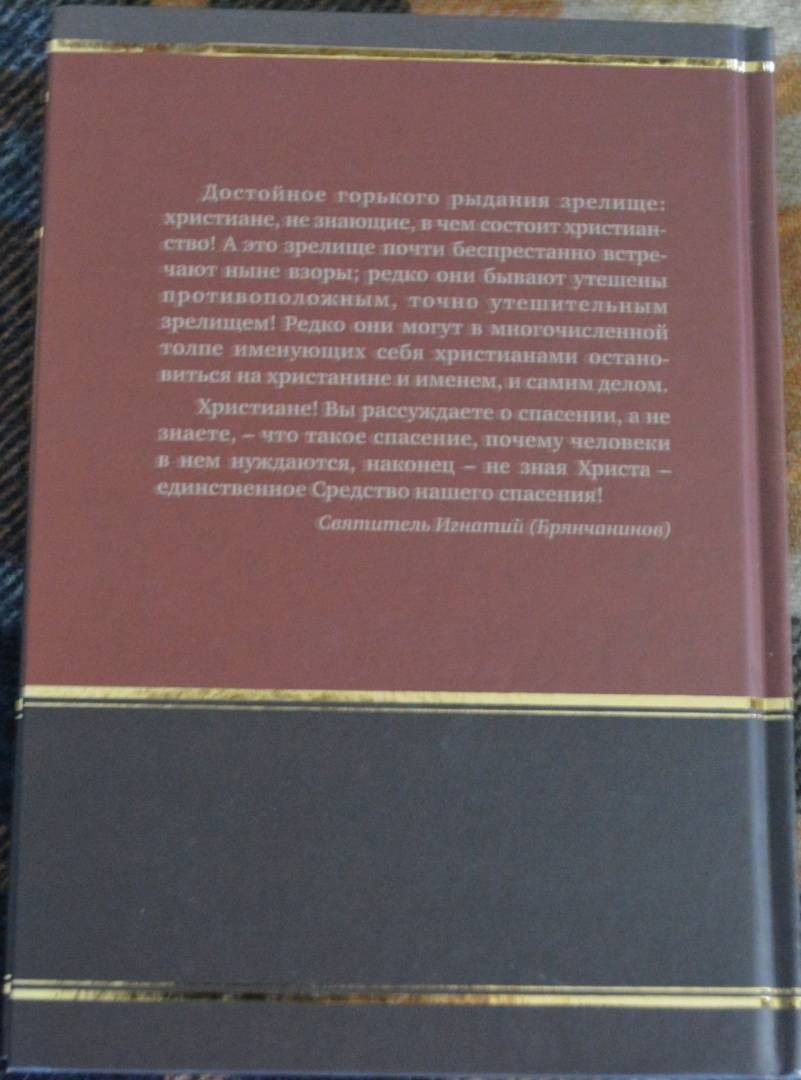 Достойное горького рыдания зрелище:
христиане, не знающие, в чем состоит христиан-
ство! А это зрелище почти беспрестанно встре-
чают ныне взоры; редко они бывают утешены
противоположным, точно утешительным
зрелищем! Редко они могут в многочисленной
толпе именующих себя христианами остано-
виться на христанине и именем, и самим делом.
Христиане! Вы рассуждаете о спасении, а не
знаете, – что такое спасение, почему человеки
в нем нуждаются, наконец – не зная Христа –
единственное Средство нашего спасения!
Святитель Игнатий (Брянчанинов)